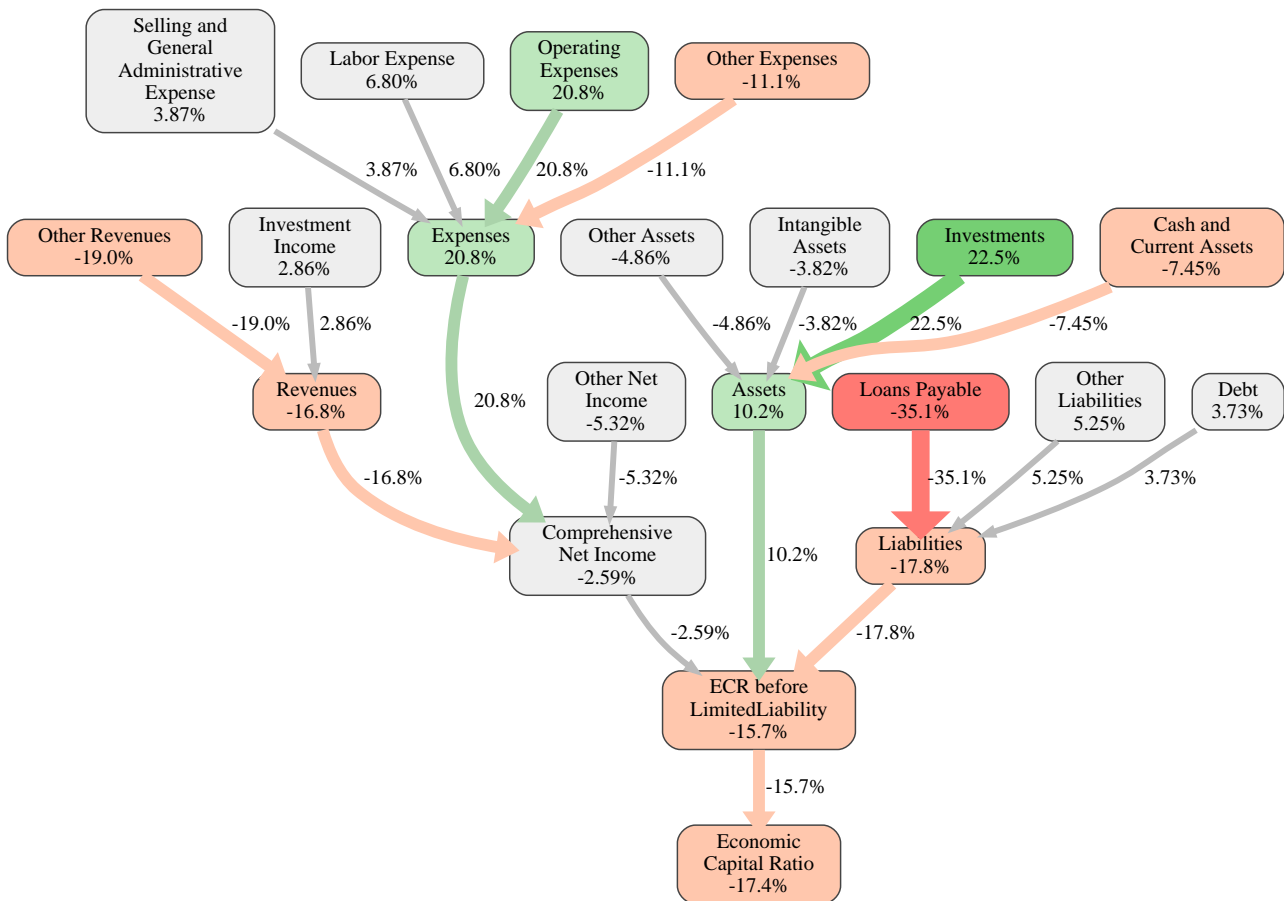 Selling and
General
Administrative
Expense
3.87%
Labor Expense
6.80%
Operating
Expenses
20.8%
Other Expenses
-11.1%
3.87%
6.80%
20.8%
-11.1%
Other Revenues
-19.0%
Investment
Income
2.86%
Expenses
20.8%
Other Assets
-4.86%
Intangible
Assets
-3.82%
Investments
22.5%
Cash and
Current Assets
-7.45%
-19.0%
2.86%
-4.86%
-3.82%
22.5%
-7.45%
Revenues
-16.8%
20.8%
Other Net
Income
-5.32%
Assets
10.2%
Loans Payable
-35.1%
Other
Liabilities
5.25%
Debt
3.73%
-16.8%
-5.32%
-35.1%
5.25%
3.73%
Comprehensive
Net Income
-2.59%
10.2%
Liabilities
-17.8%
-2.59%
-17.8%
ECR before
LimitedLiability
-15.7%
-15.7%
Economic
Capital Ratio
-17.4%